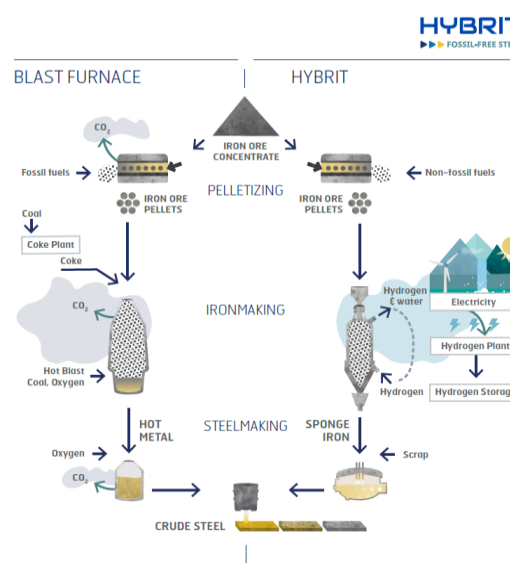 HYBRIT
FOSSIL-FREE STE
BLAST FURNACE
HYBRIT
CO2
IRON ORE
CONCENTRATE
Fossil fuels
Non-fossil fuels
PELLETIZING
IRON ORE
PELLETS
IRON ORE
PELLETS
Coal
Coke Plant
Coke
Hydrogen
& water
Electricity
CO2
IRONMAKING
Hydrogen Plant
Hot Blast
Coal, Oxygen
Hydrogen
Hydrogen Storag
HOT
METAL
STEELMAKING
SPONGE
IRON
Oxygen
Scrap
CO2
CRUDE STEEL